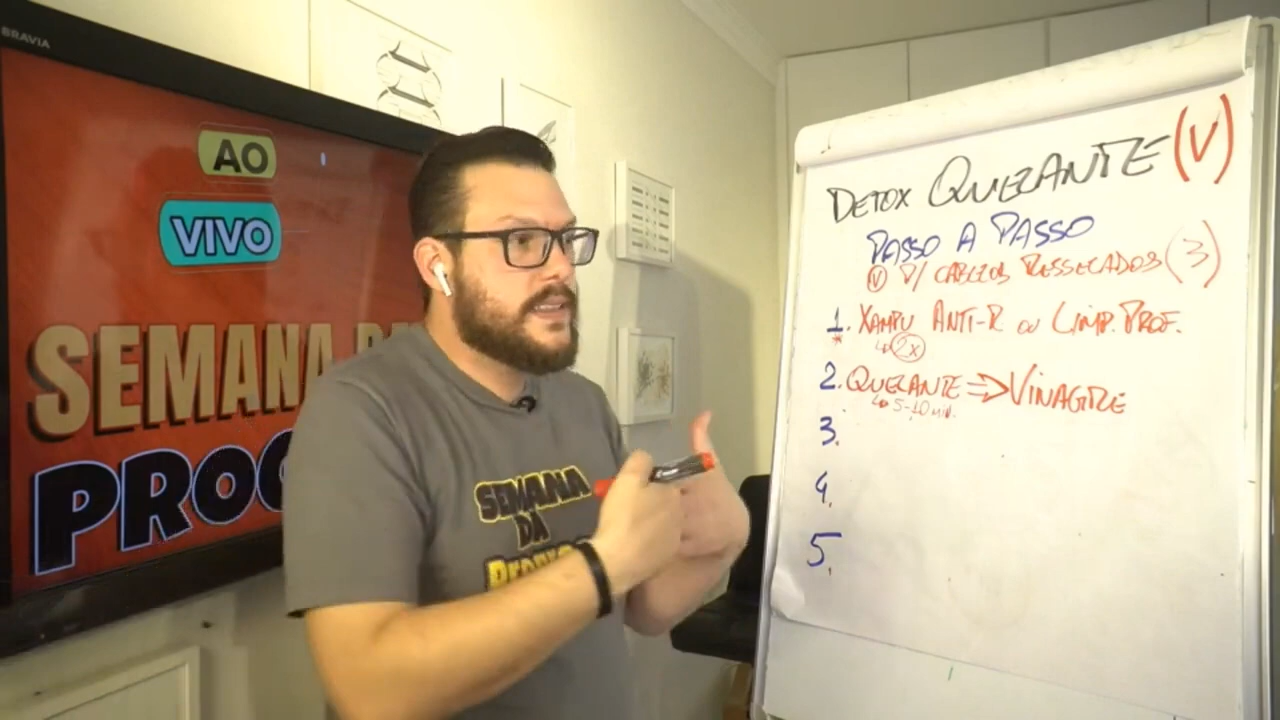 BRAVIA
AO
VIVO
SEMANA
PROC
SEMANA
DA
DETOX QUELANTE (V)
PASSO A PASSO
(V) P/ CABELOS RESSECADOS (3)
1. XAMPU ANTI-R OU LIMP. PROF.
2x
2. QUELANTE => VINAGRE
5-10 MIN.
3.
4.
5.